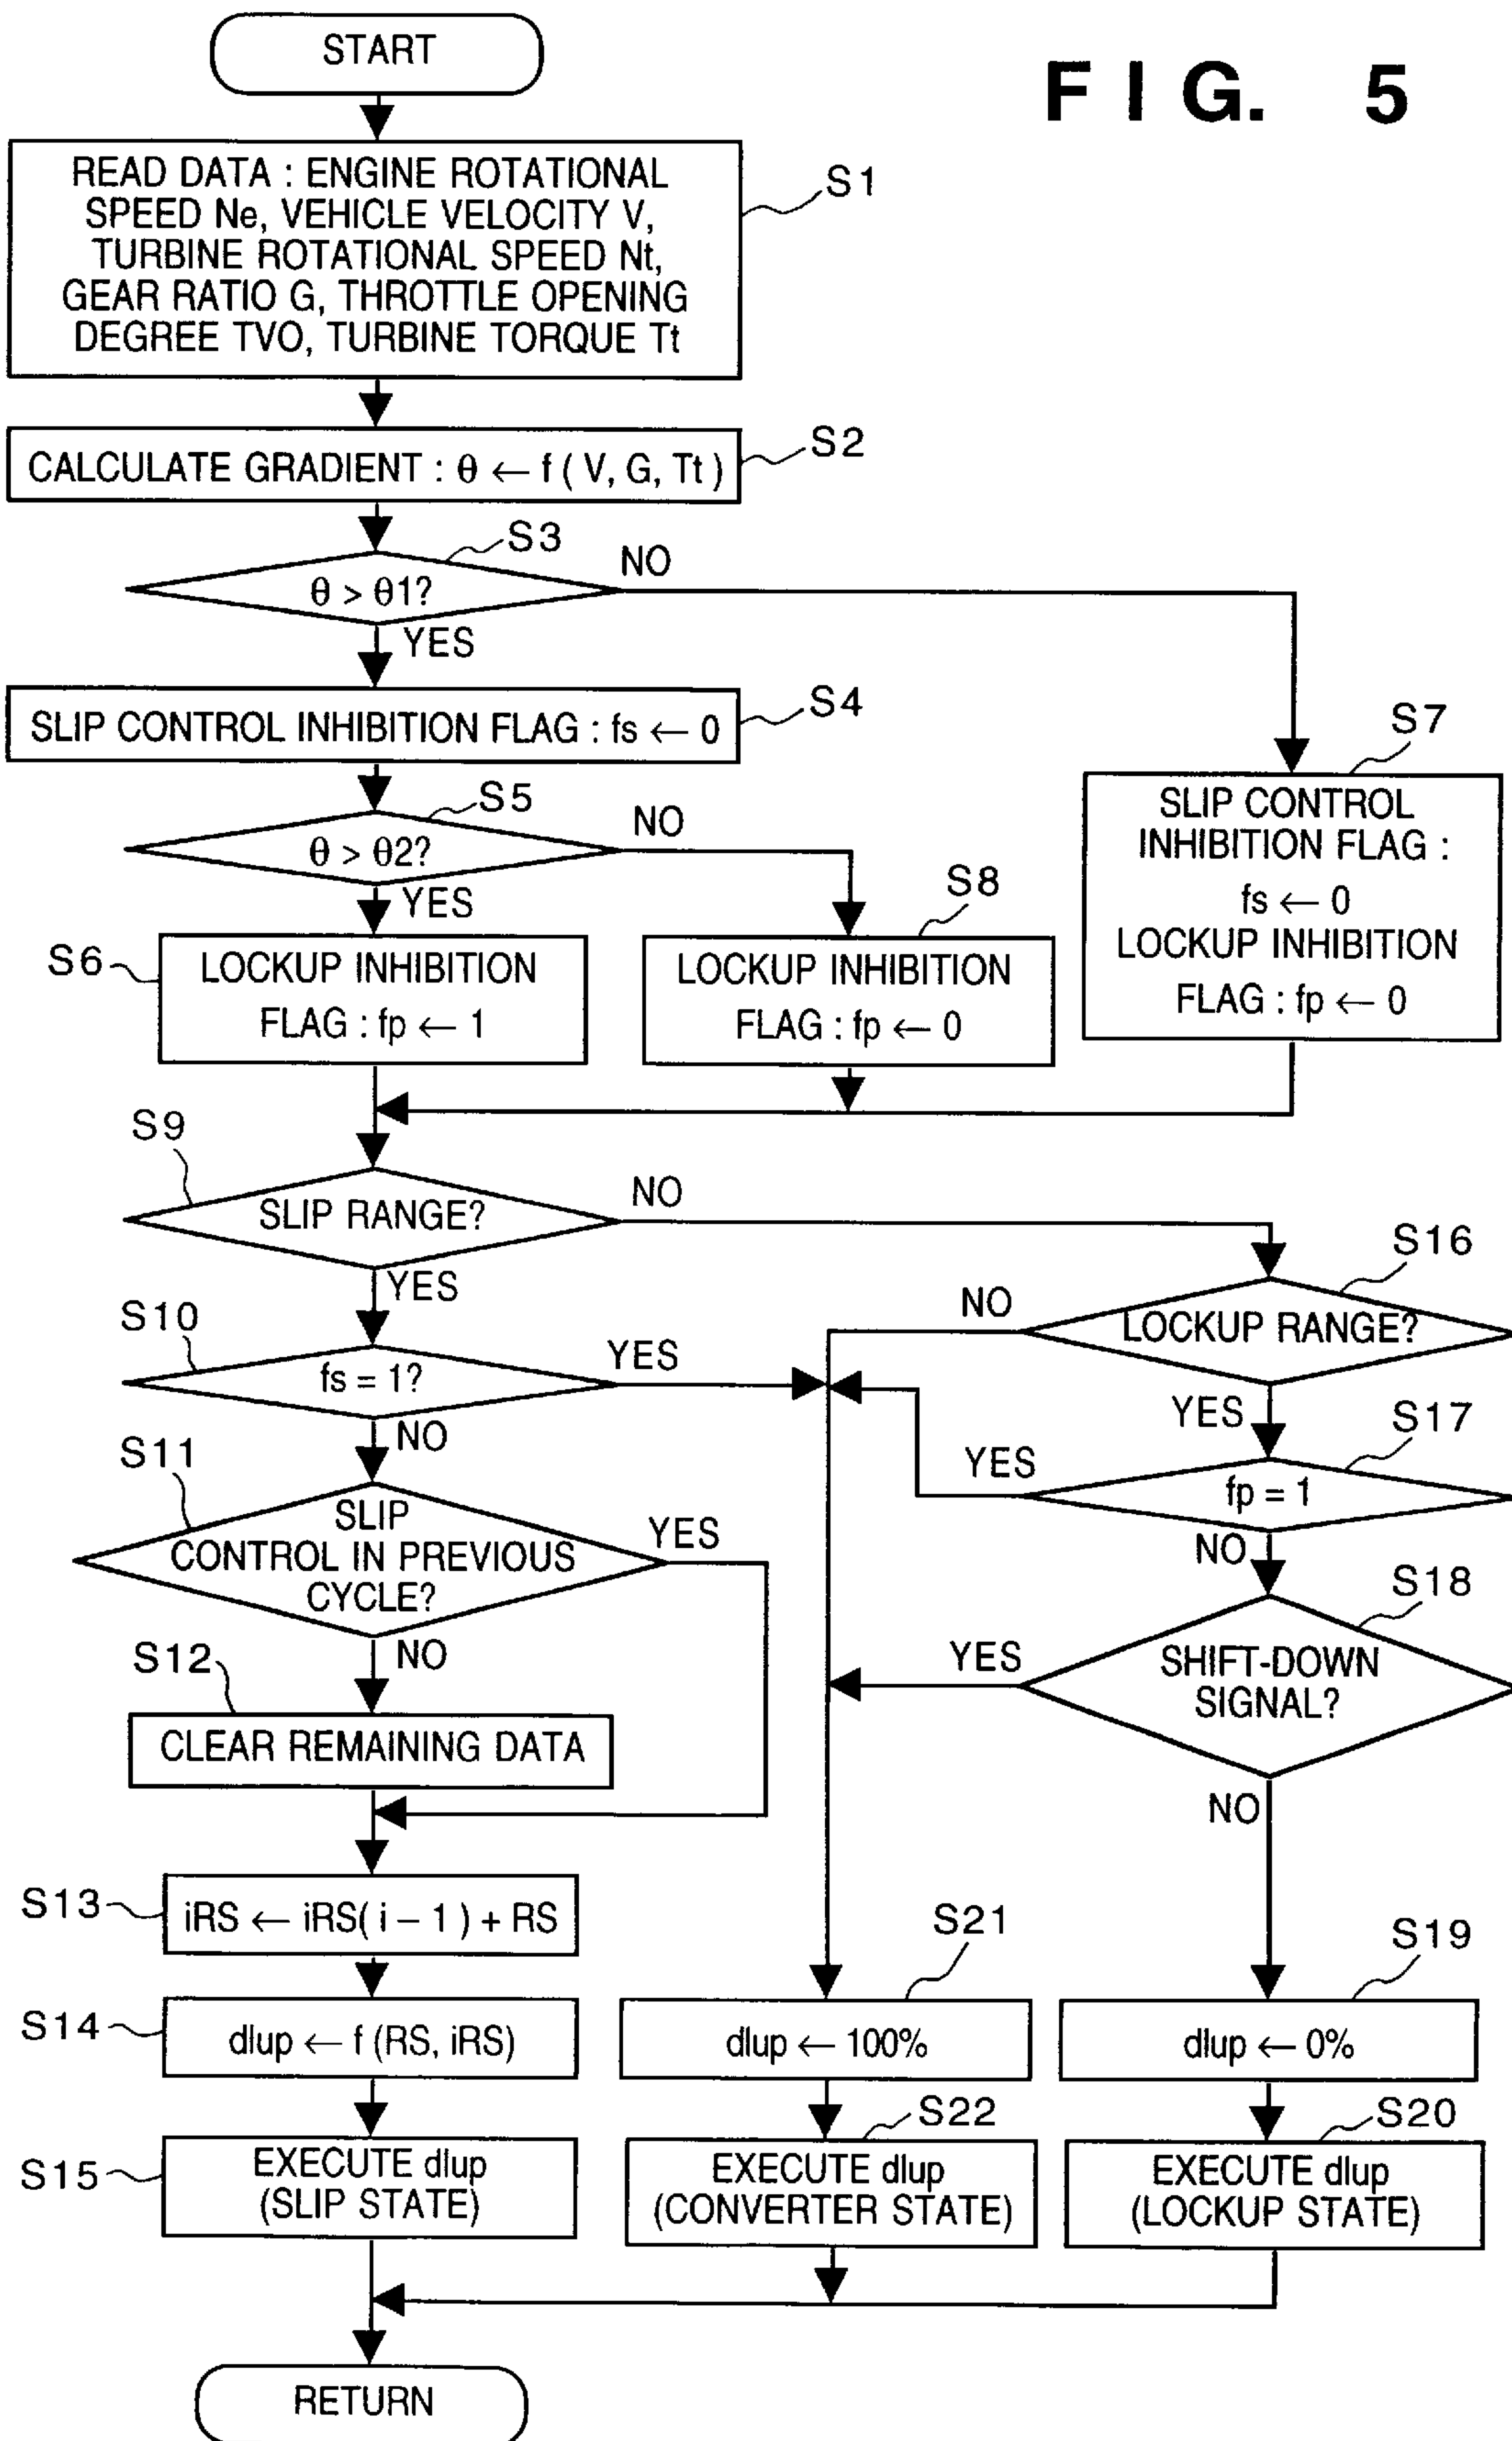 FIG. 5
START
READ DATA : ENGINE ROTATIONAL
SPEED Ne, VEHICLE VELOCITY V,
TURBINE ROTATIONAL SPEED Nt,
GEAR RATIO G, THROTTLE OPENING
DEGREE TVO, TURBINE TORQUE Tt
S1
CALCULATE GRADIENT : θ ← f ( V, G, Tt )
S2
S3
θ > θ1?
NO
YES
SLIP CONTROL INHIBITION FLAG : fs ← 0
S4
S5
θ > θ2?
NO
YES
S6
LOCKUP INHIBITION
FLAG : fp ← 1
S8
LOCKUP INHIBITION
FLAG : fp ← 0
S7
SLIP CONTROL
INHIBITION FLAG :
fs ← 0
LOCKUP INHIBITION
FLAG : fp ← 0
S9
SLIP RANGE?
NO
YES
S10
fs = 1?
YES
NO
S11
SLIP
CONTROL IN PREVIOUS
CYCLE?
YES
NO
S12
CLEAR REMAINING DATA
S13
iRS ← iRS( i – 1 ) + RS
S14
dlup ← f (RS, iRS)
S15
EXECUTE dlup
(SLIP STATE)
S16
LOCKUP RANGE?
NO
YES
S17
fp = 1
YES
NO
S18
SHIFT-DOWN
SIGNAL?
YES
NO
S21
dlup ← 100%
S22
EXECUTE dlup
(CONVERTER STATE)
S19
dlup ← 0%
S20
EXECUTE dlup
(LOCKUP STATE)
RETURN